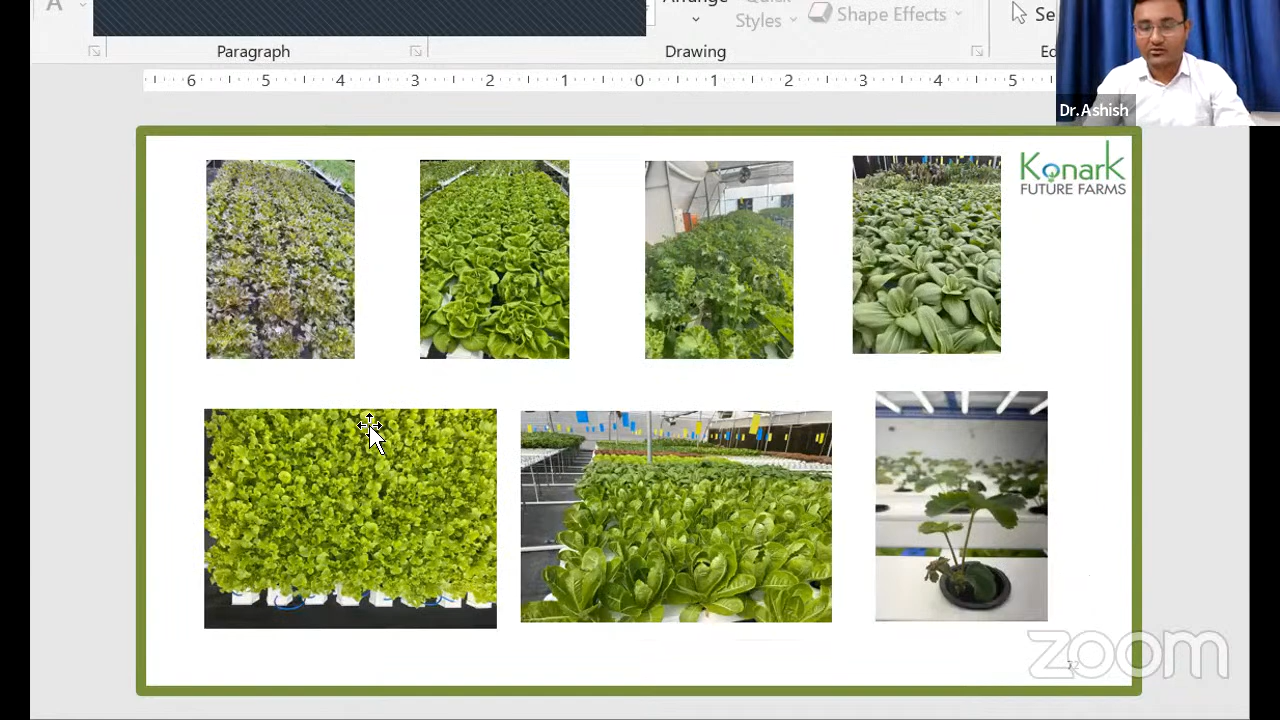 A
Arrange
Quick
Styles
Shape Effects
Se
Paragraph
Drawing
Ed
6 5 4 3 2 1 0 1 2 3 4 5
Dr.Ashish
Konark
FUTURE FARMS
zoom